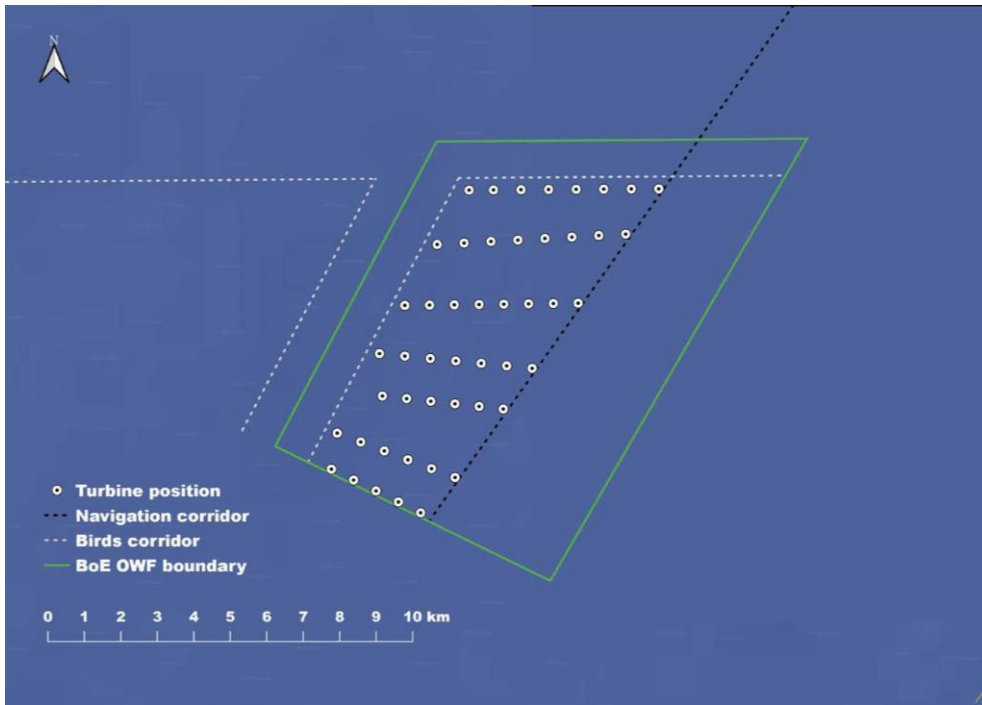 N
Turbine position
Navigation corridor
Birds corridor
BoE OWF boundary
0 1 2 3 4 5 6 7 8 9 10 km